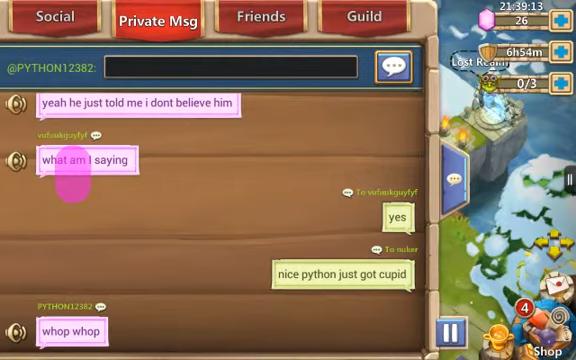 Social
Private Msg
Friends
Guild
21:39:13
26
@PYTHON12382:
6h54m
Lost Realm
0/3
yeah he just told me i dont believe him
vufuukguyfyf
what am I saying
To vufuukguyfyf
yes
To nuker
nice python just got cupid
PYTHON12382
whop whop
4
Shop